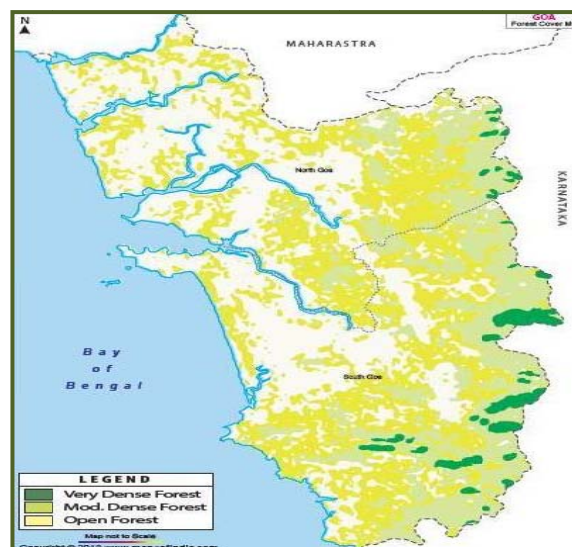 N
GOA
Forest Cover M
MAHARASTRA
KARNATAKA
North Goa
South Goa
Bay
of
Bengal
LEGEND
Very Dense Forest
Mod. Dense Forest
Open Forest
Map not to Scale